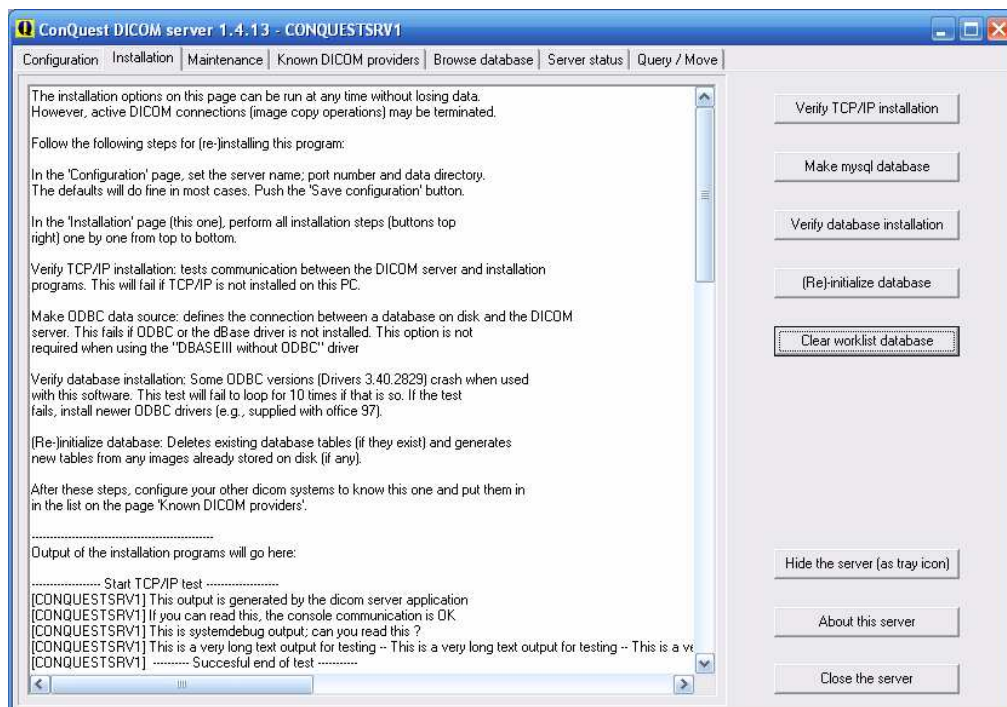 ConQuest DICOM server 1.4.13 - CONQUESTSRV1
Configuration Installation Maintenance Known DICOM providers Browse database Server status Query / Move
The installation options on this page can be run at any time without losing data.
However, active DICOM connections (image copy operations) may be terminated.
Follow the following steps for (re-)installing this program:
In the 'Configuration' page, set the server name; port number and data directory.
The defaults will do fine in most cases. Push the 'Save configuration' button.
In the 'Installation' page (this one), perform all installation steps (buttons top
right) one by one from top to bottom.
Verify TCP/IP installation: tests communication between the DICOM server and installation
programs. This will fail if TCP/IP is not installed on this PC.
Make ODBC data source: defines the connection between a database on disk and the DICOM
server. This fails if ODBC or the dBase driver is not installed. This option is not
required when using the "DBASEIII without ODBC" driver
Verify database installation: Some ODBC versions (Drivers 3.40.2829) crash when used
with this software. This test will fail to loop for 10 times if that is so. If the test
fails, install newer ODBC drivers (e.g., supplied with office 97).
(Re-)initialize database: Deletes existing database tables (if they exist) and generates
new tables from any images already stored on disk (if any).
After these steps, configure your other dicom systems to know this one and put them in
in the list on the page 'Known DICOM providers'.
------------------------------------------------
Output of the installation programs will go here:
------------------ Start TCP/IP test -------------------
[CONQUESTSRV1] This output is generated by the dicom server application
[CONQUESTSRV1] If you can read this, the console communication is OK
[CONQUESTSRV1] This is systemdebug output; can you read this ?
[CONQUESTSRV1] This is a very long text output for testing -- This is a very long text output for testing -- This is a ve
[CONQUESTSRV1] ---------- Succesful end of test -----------
Verify TCP/IP installation
Make mysql database
Verify database installation
(Re)-initialize database
Clear worklist database
Hide the server (as tray icon)
About this server
Close the server